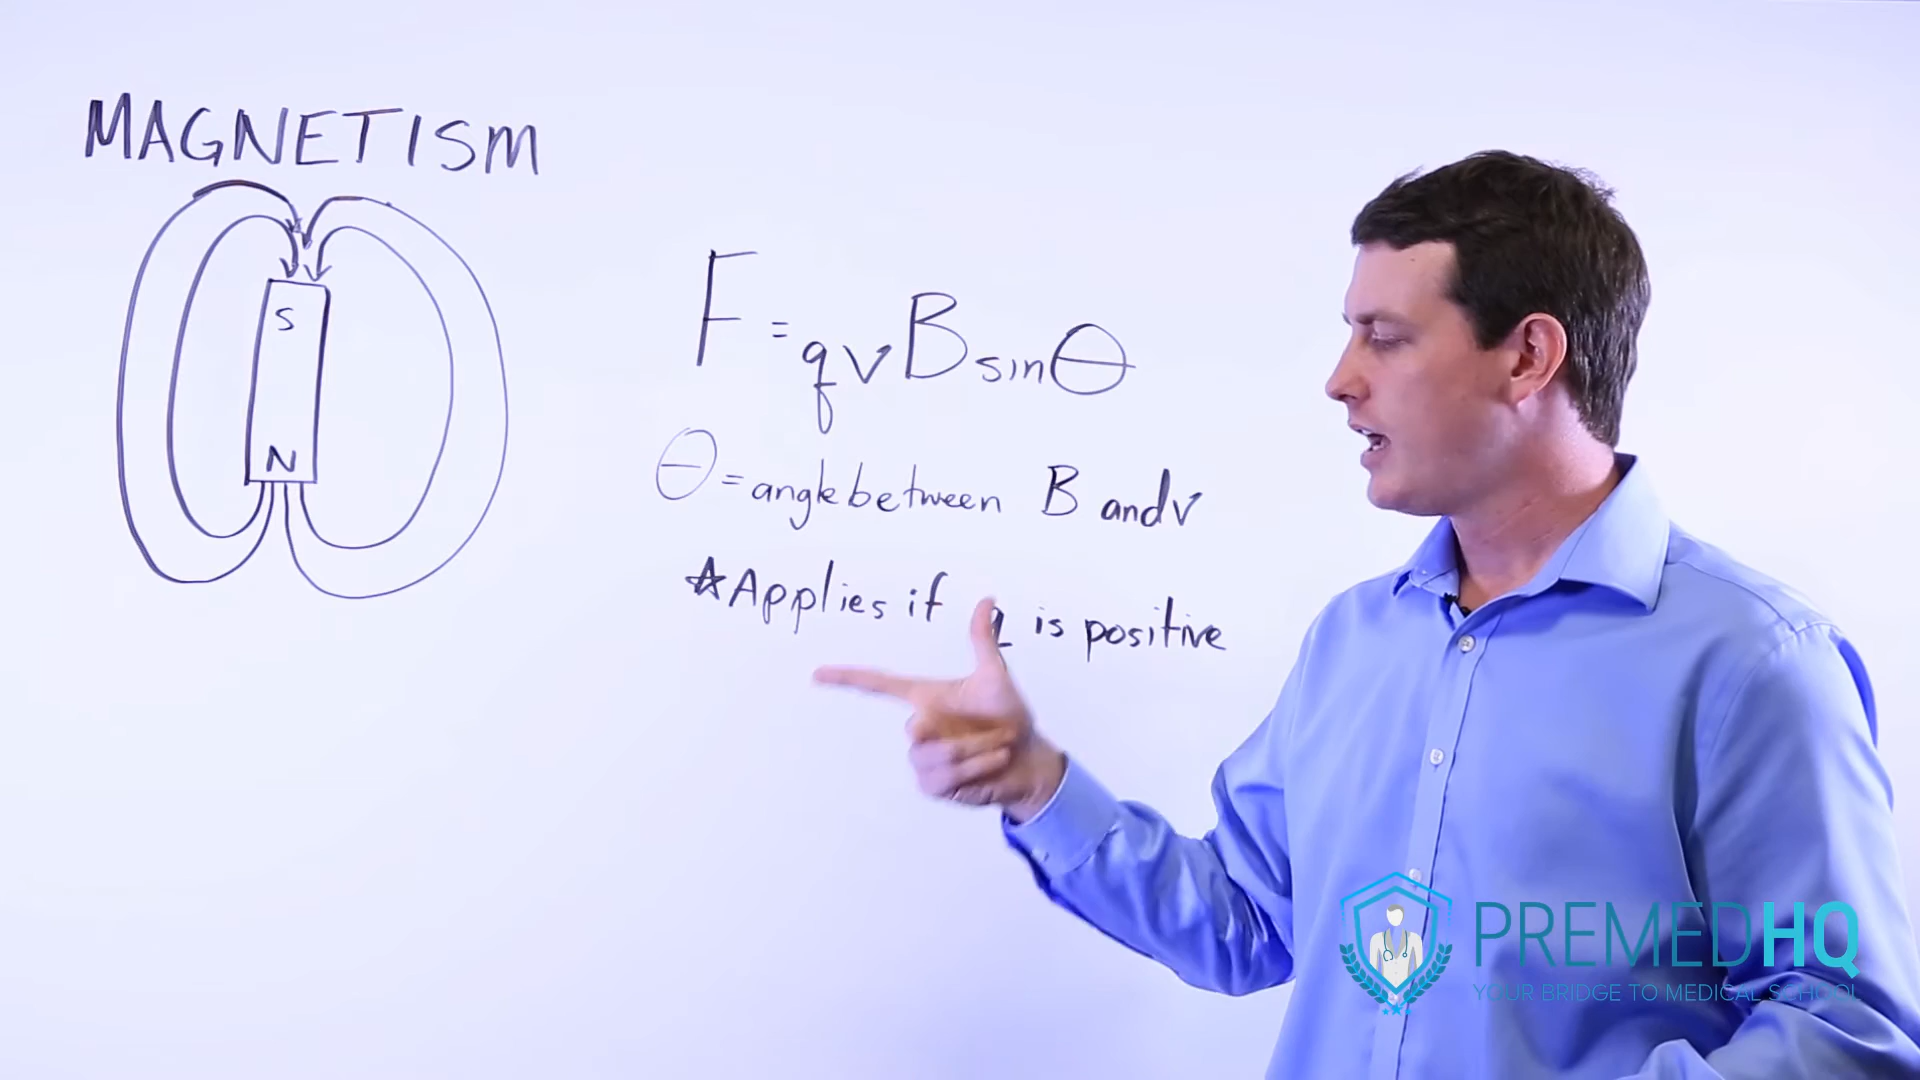 MAGNETISM
S
N
F = qvB sinθ
θ = angle between B and v
☆Applies if q is positive
PREMEDHQ
YOUR BRIDGE TO MEDICAL SCHOOL